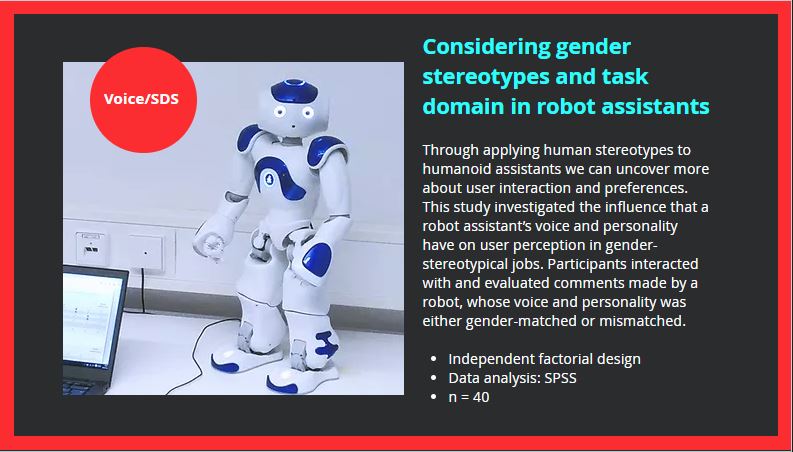 Voice/SDS
Considering gender
stereotypes and task
domain in robot assistants
Through applying human stereotypes to
humanoid assistants we can uncover more
about user interaction and preferences.
This study investigated the influence that a
robot assistant's voice and personality
have on user perception in gender-
stereotypical jobs. Participants interacted
with and evaluated comments made by a
robot, whose voice and personality was
either gender-matched or mismatched.
• Independent factorial design
• Data analysis: SPSS
• n = 40